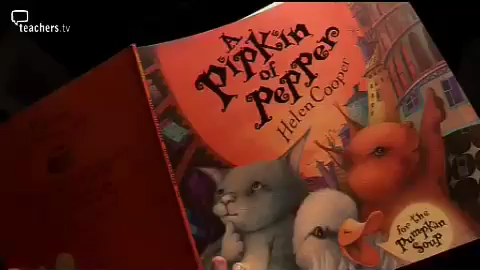 teachers.tv
A
Pipkin
of
Pepper
Helen Cooper
for the
Pumpkin
Soup